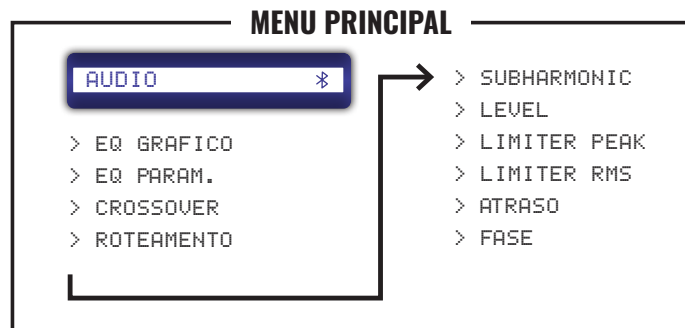 MENU PRINCIPAL
AUDIO
> EQ GRAFICO
> EQ PARAM.
> CROSSOVER
> ROTEAMENTO
> SUBHARMONIC
> LEVEL
> LIMITER PEAK
> LIMITER RMS
> ATRASO
> FASE